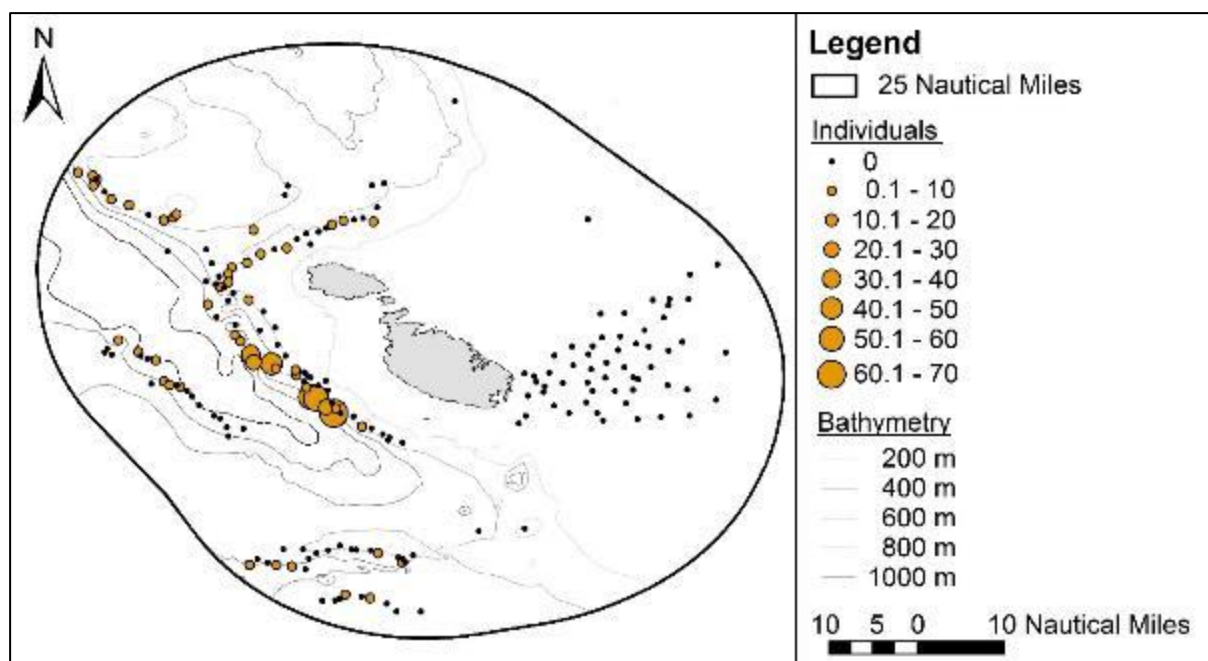 N
Legend
25 Nautical Miles
Individuals
0
0.1 - 10
10.1 - 20
20.1 - 30
30.1 - 40
40.1 - 50
50.1 - 60
60.1 - 70
Bathymetry
200 m
400 m
600 m
800 m
1000 m
10 5 0 10 Nautical Miles